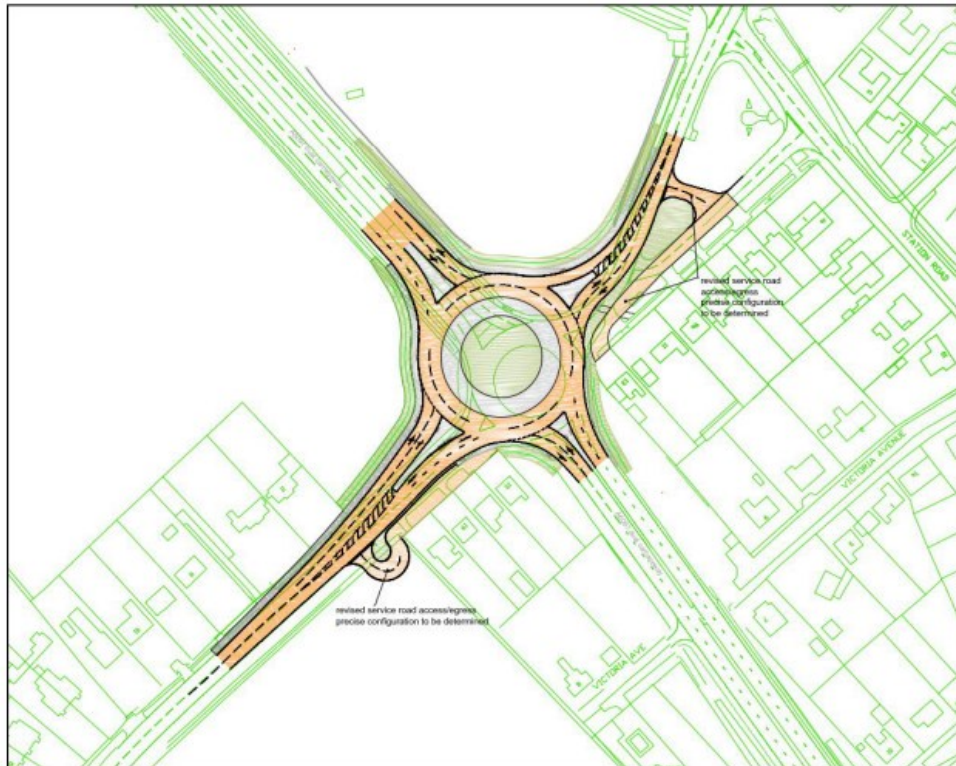 revised service road
access/egress
precise configuration
to be determined
STATION ROAD
VICTORIA AVENUE
revised service road access/egress
precise configuration to be determined
VICTORIA AVE